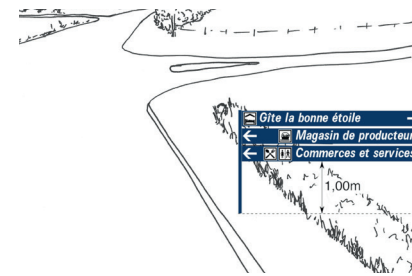 Gîte la bonne étoile
Magasin de producteur
Commerces et services
1,00m